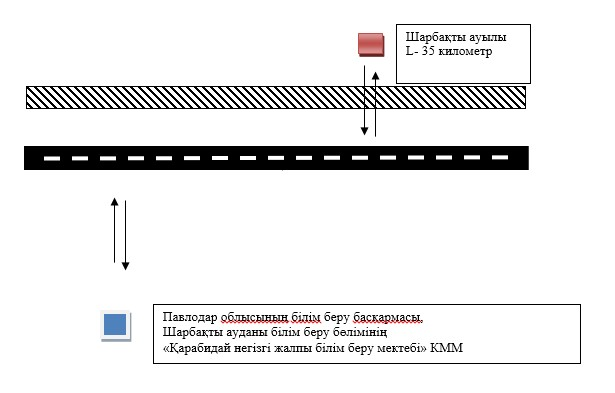 Шарбақты ауылы
L- 35 километр
Павлодар облысының білім беру басқармасы,
Шарбақты ауданы білім беру бөлімінің
«Қарабидай негізгі жалпы білім беру мектебі» КММ